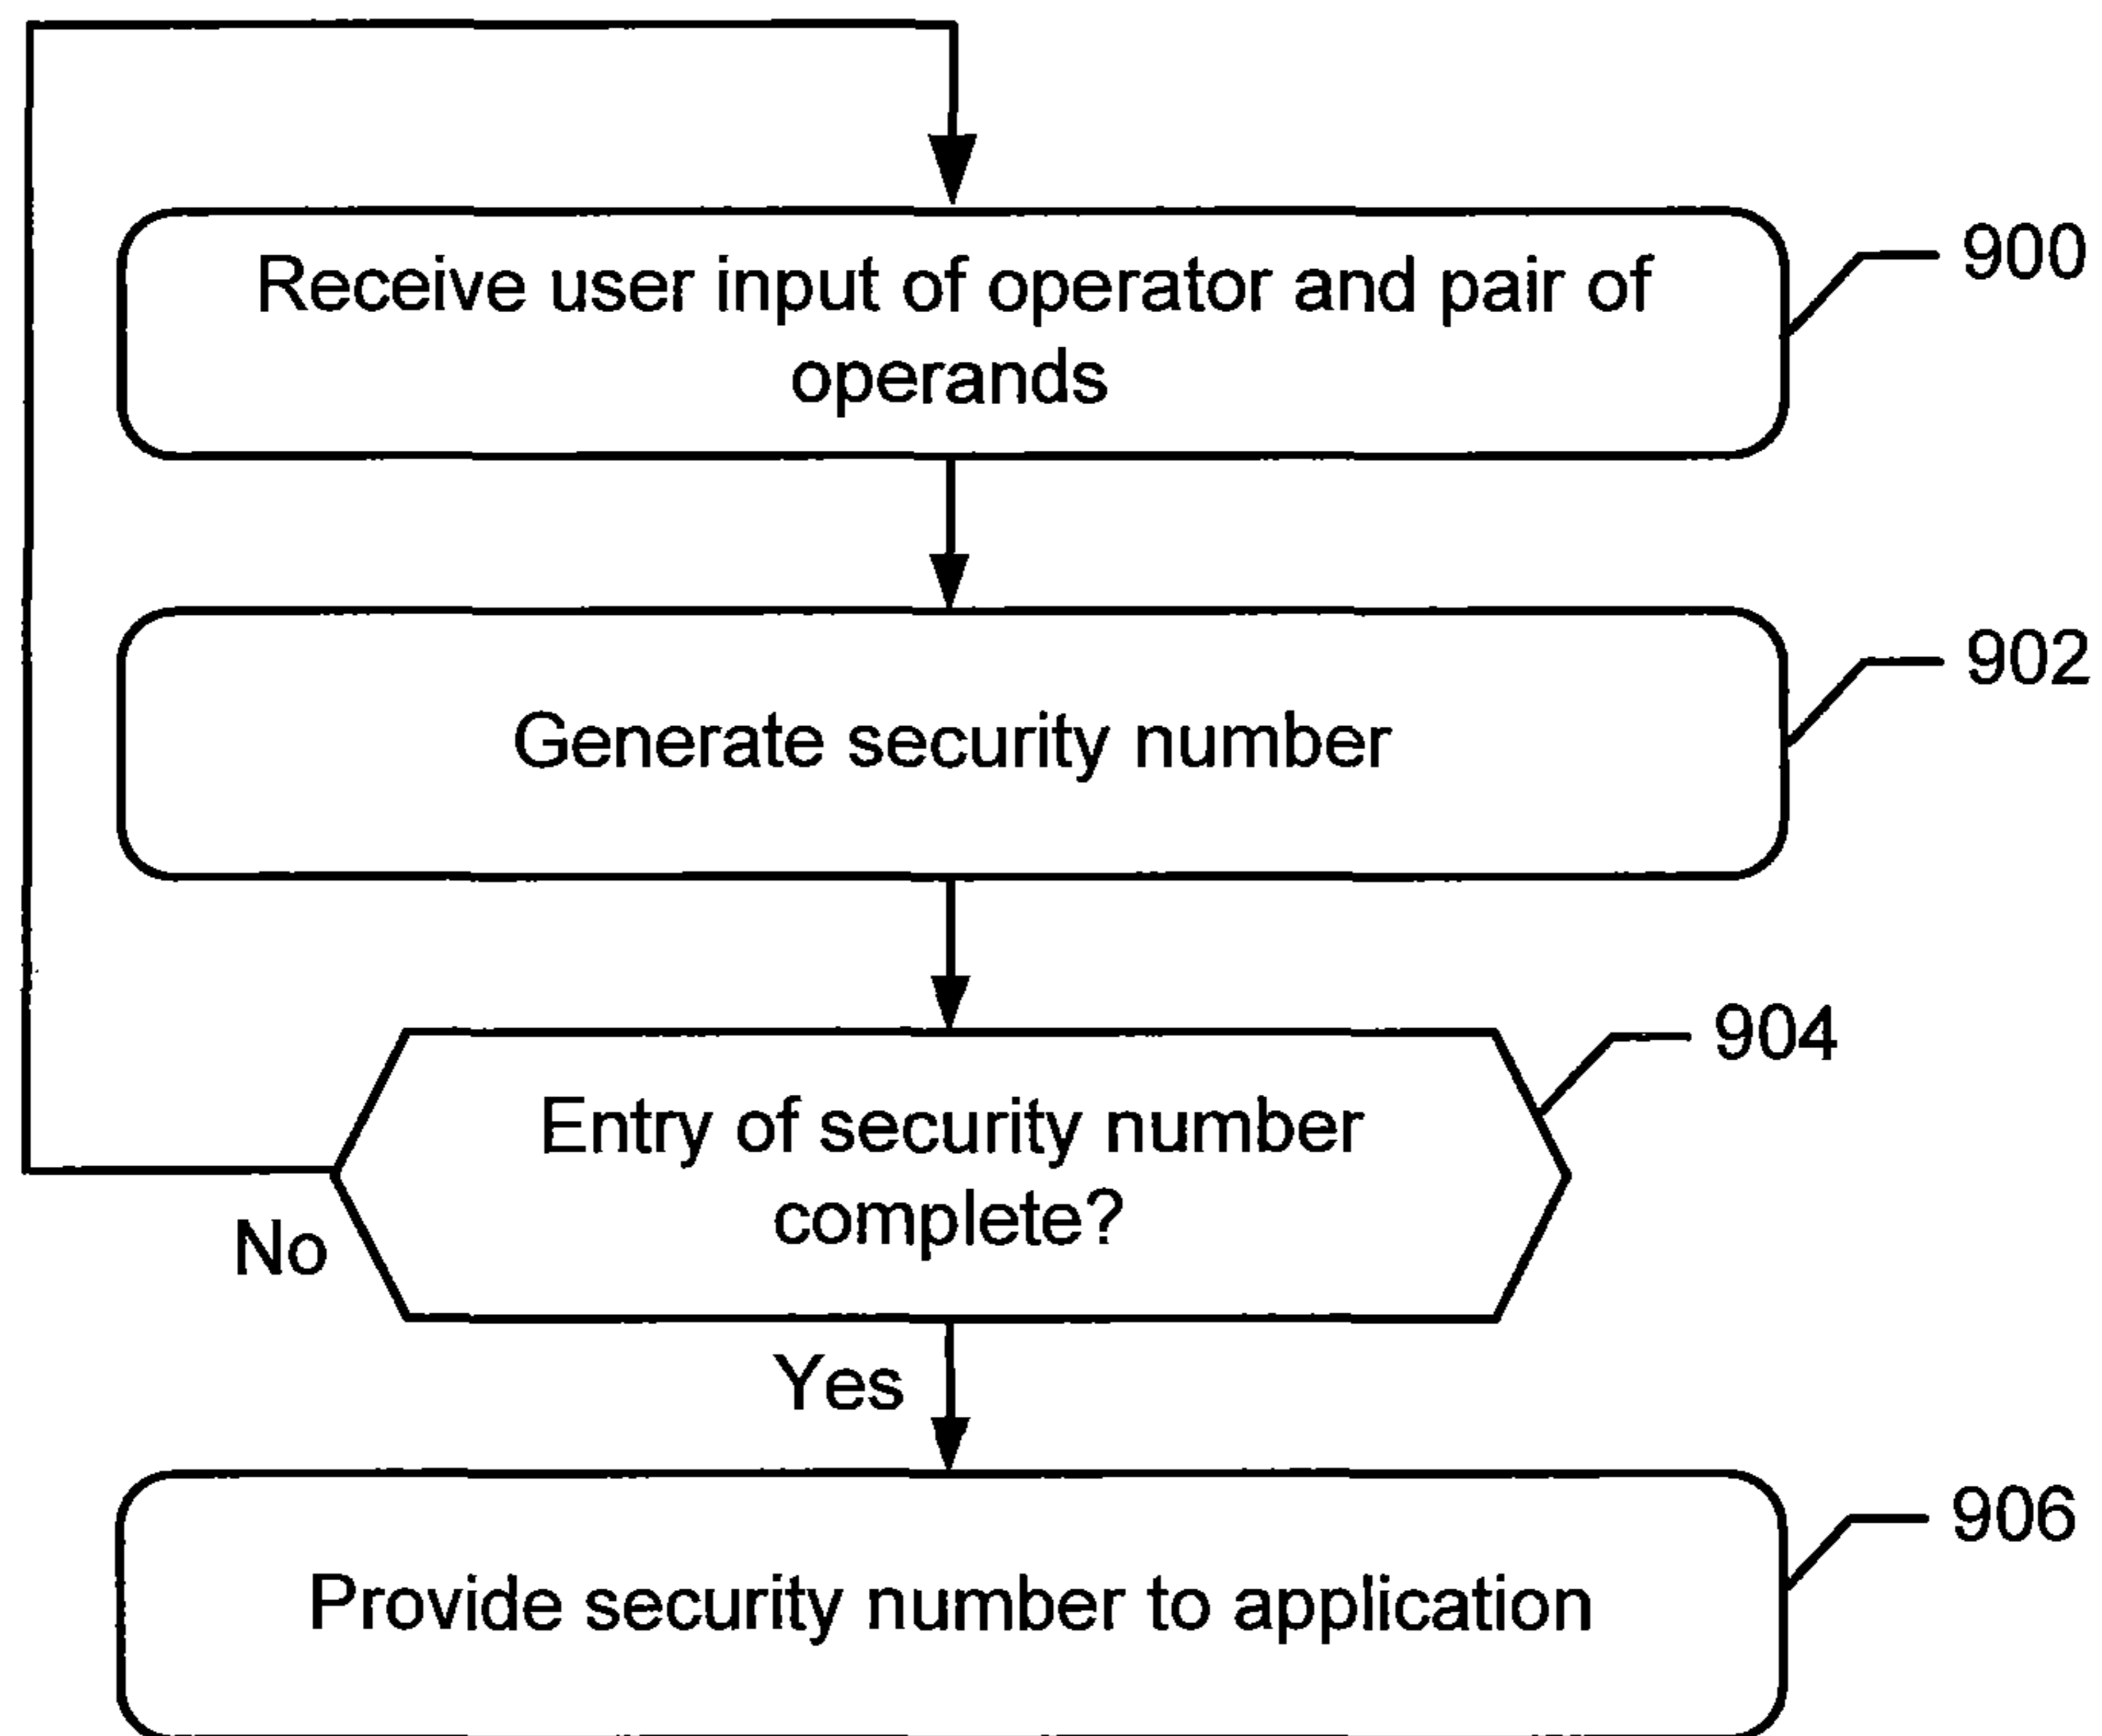 Receive user input of operator and pair of
operands
900
Generate security number
902
Entry of security number
complete?
904
No
Yes
Provide security number to application
906